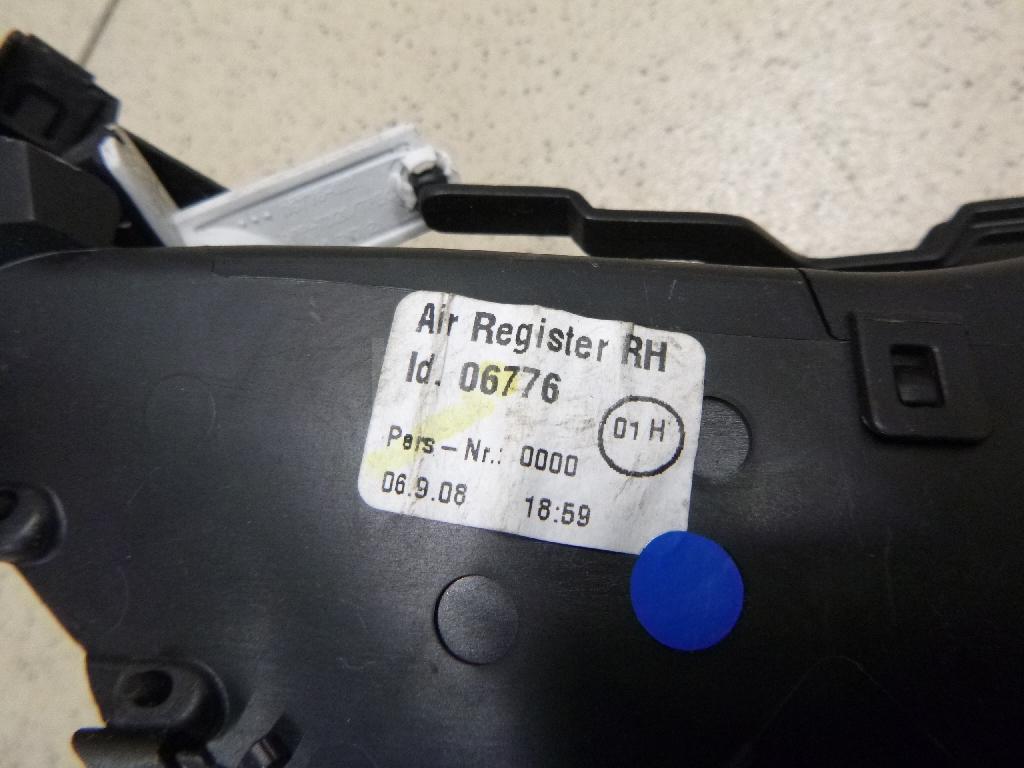 Air Register RH
Id. 06776
01 H
Pers - Nr.: 0000
06.9.08 18:59